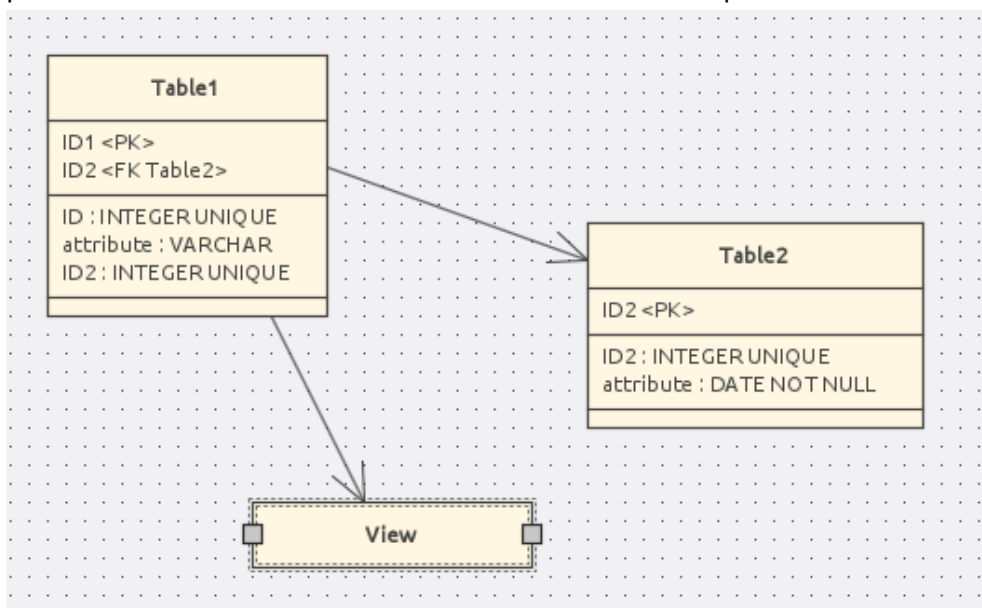 Table1
ID1 <PK>
ID2 <FK Table2>
ID : INTEGER UNIQUE
attribute : VARCHAR
ID2 : INTEGER UNIQUE
Table2
ID2 <PK>
ID2 : INTEGER UNIQUE
attribute : DATE NOT NULL
View